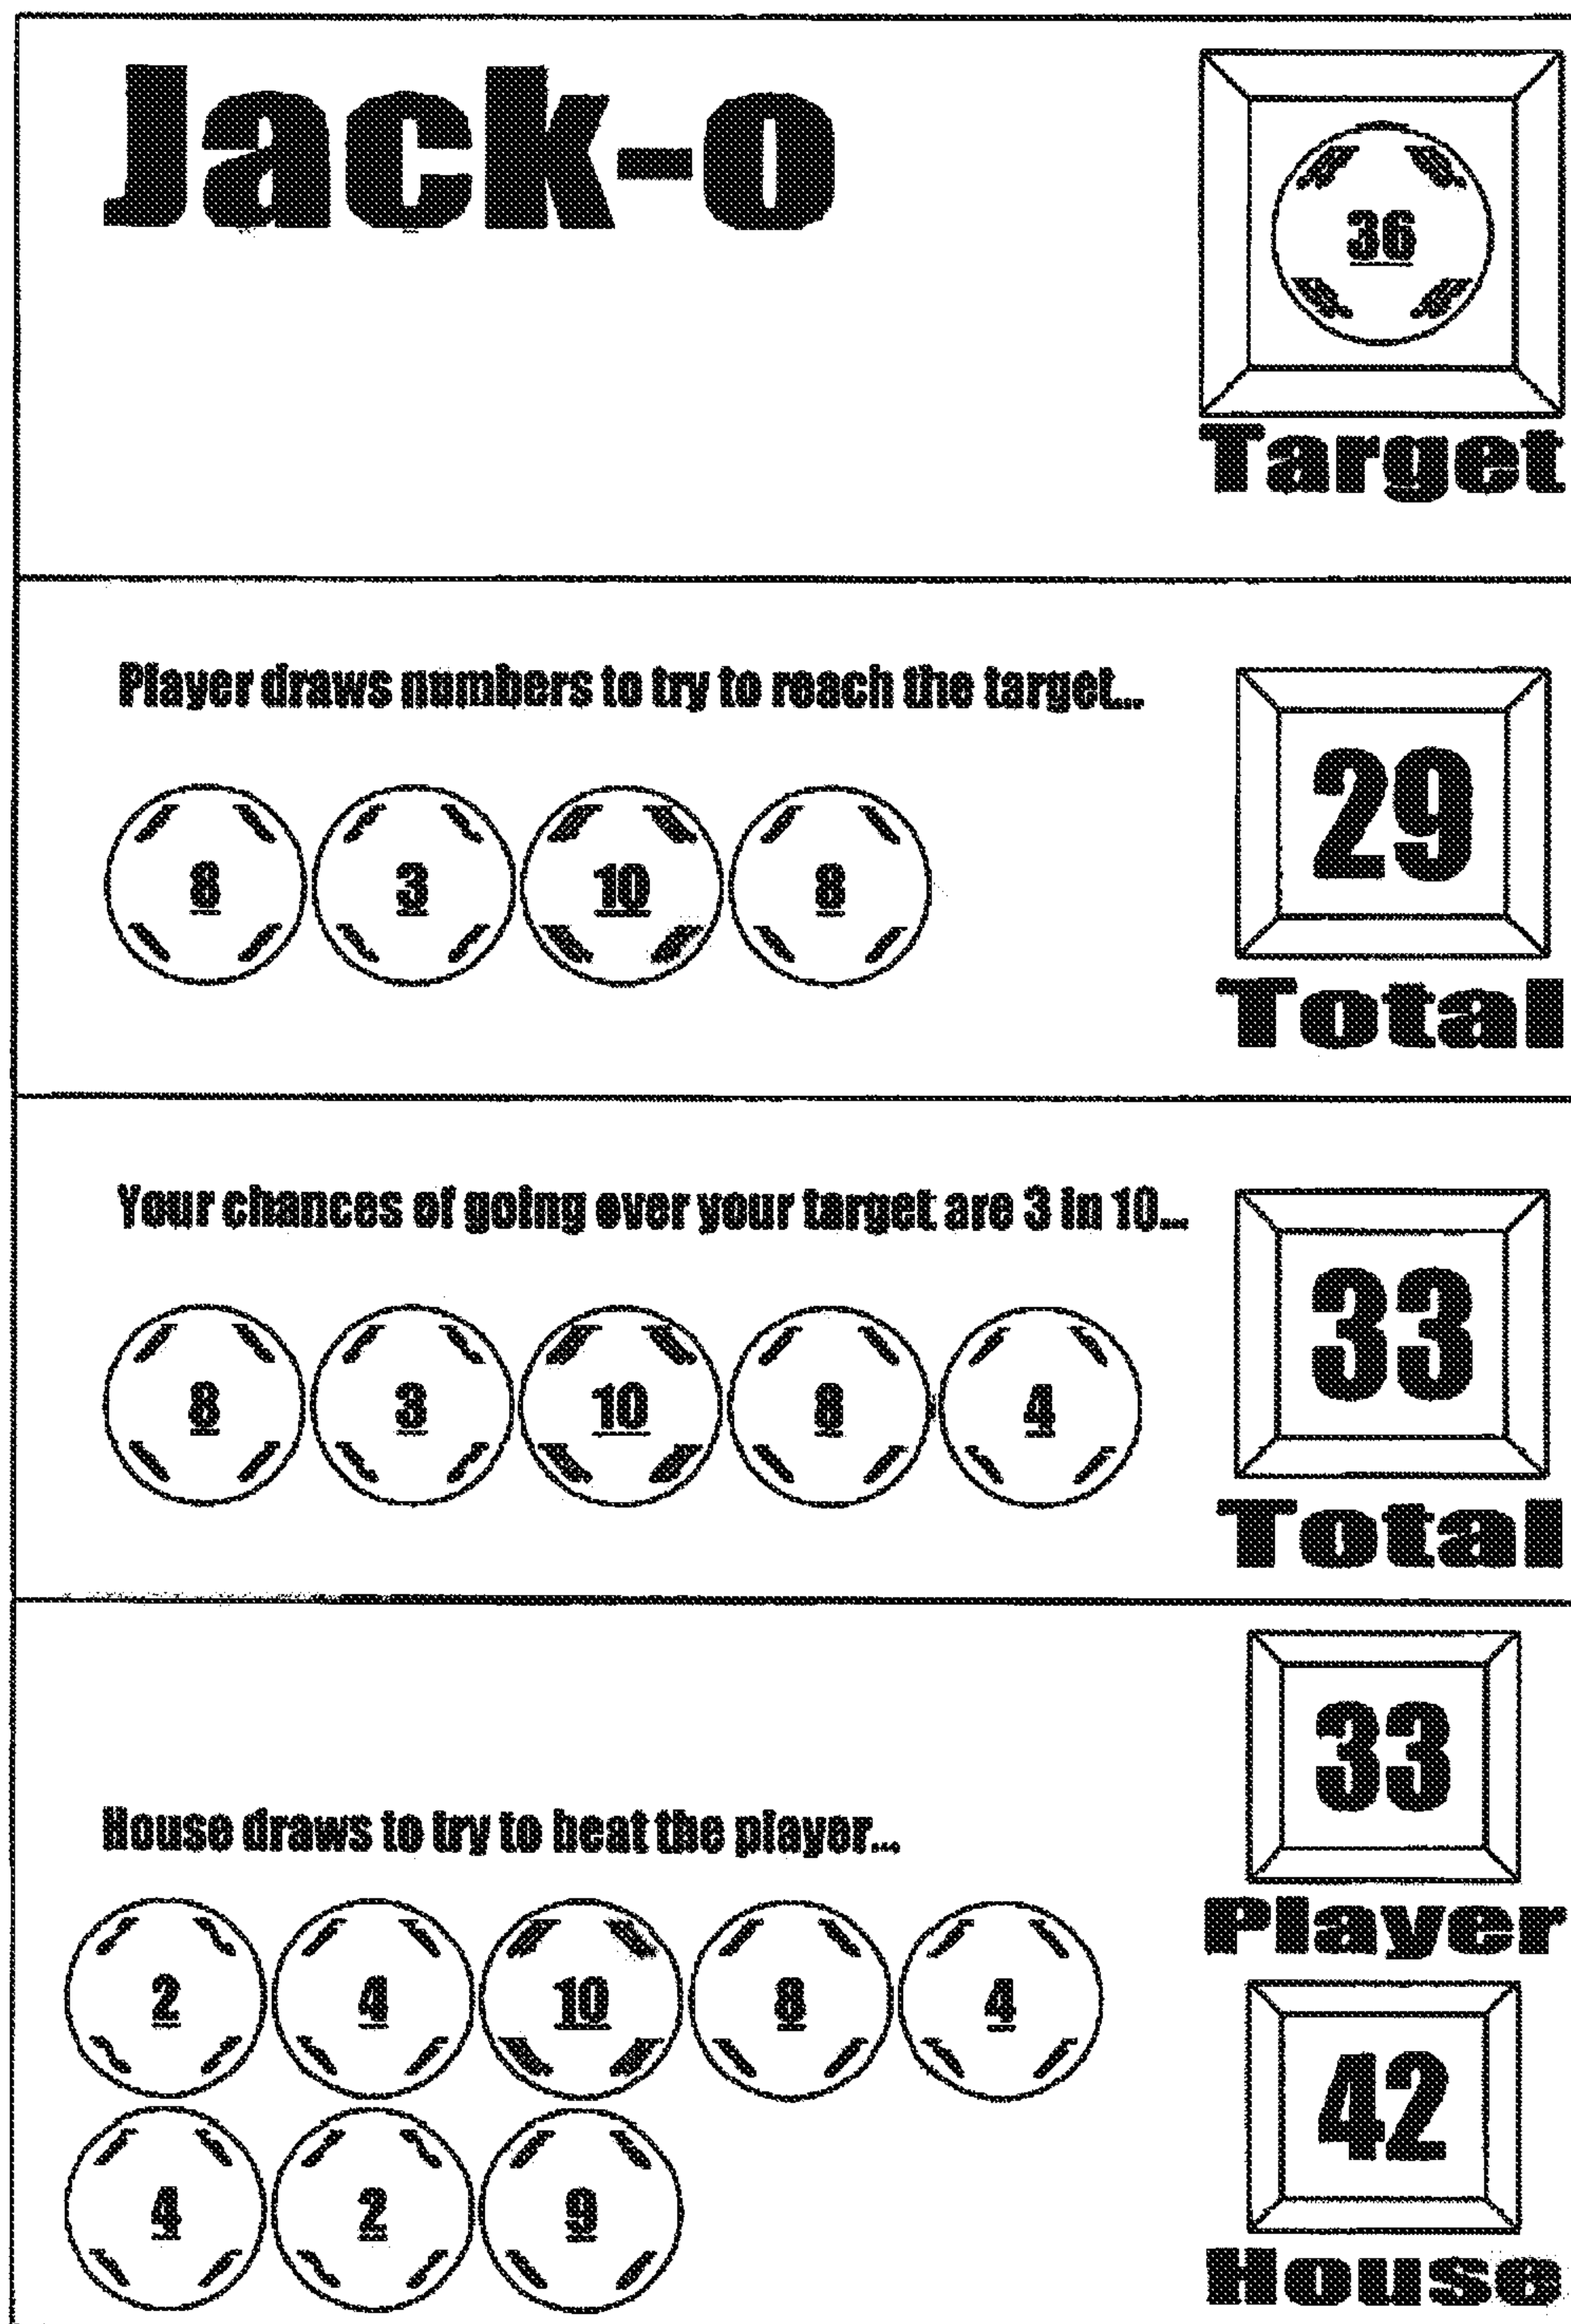 Jack-o
36
Target
Player draws numbers to try to reach the target...
8 3 10 8
29
Total
Your chances of going over your target are 3 in 10...
8 3 10 8 4
33
Total
33
Player
House draws to try to beat the player...
2 4 10 8 4
4 2 8
42
House